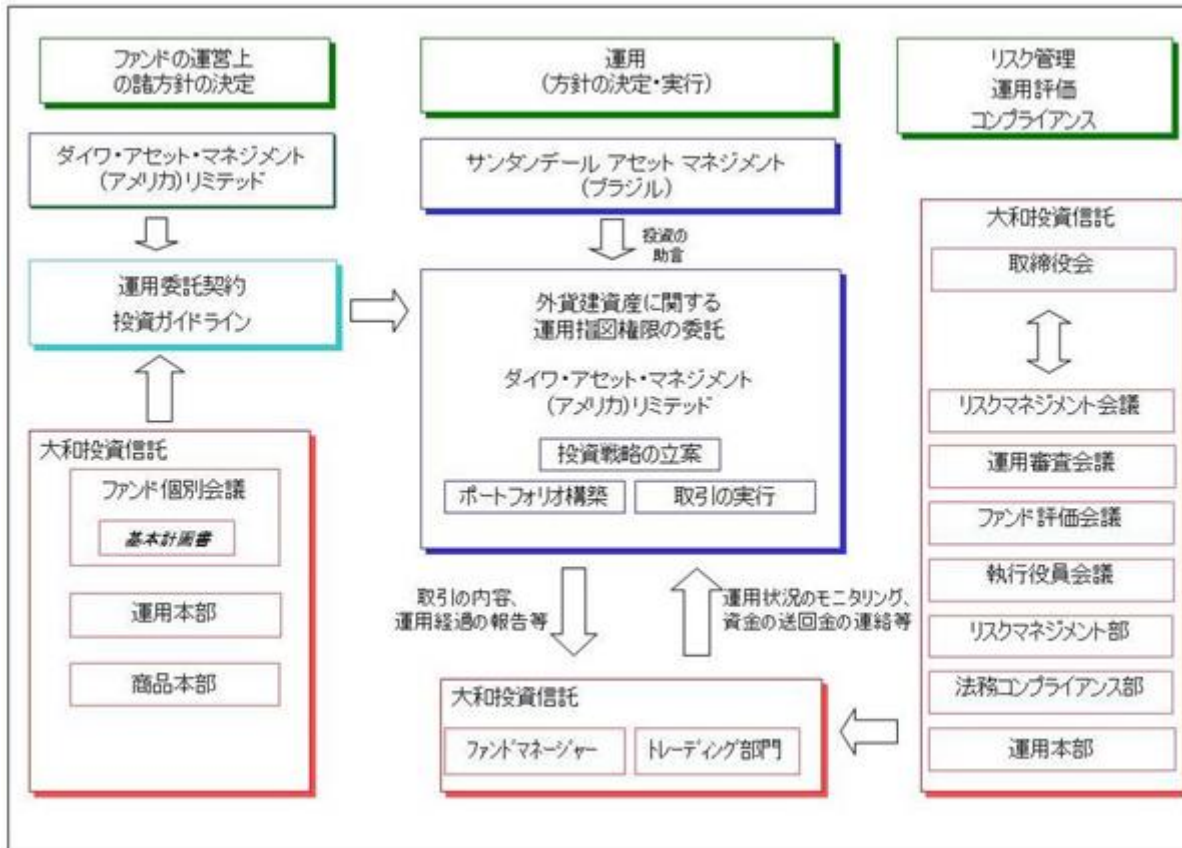 ファンドの運営上
の諸方針の決定
ダイワ・アセット・マネジメント
(アメリカ)リミテッド
運用委託契約
投資ガイドライン
大和投資信託
ファンド個別会議
基本計画書
運用本部
商品本部
運用
(方針の決定・実行)
サンタンデール アセット マネジメント
(ブラジル)
投資の
助言
外貨建資産に関する
運用指図権限の委託
ダイワ・アセット・マネジメント
(アメリカ)リミテッド
投資戦略の立案
ポートフォリオ構築
取引の実行
取引の内容、
運用経過の報告等
運用状況のモニタリング、
資金の送回金の連絡等
大和投資信託
ファンドマネージャー
トレーディング部門
リスク管理
運用評価
コンプライアンス
大和投資信託
取締役会
リスクマネジメント会議
運用審査会議
ファンド評価会議
執行役員会議
リスクマネジメント部
法務コンプライアンス部
運用本部